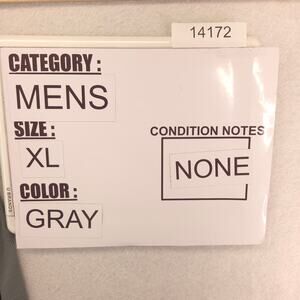 14172
CATEGORY :
MENS
SIZE :
XL
COLOR :
GRAY
CONDITION NOTES
NONE